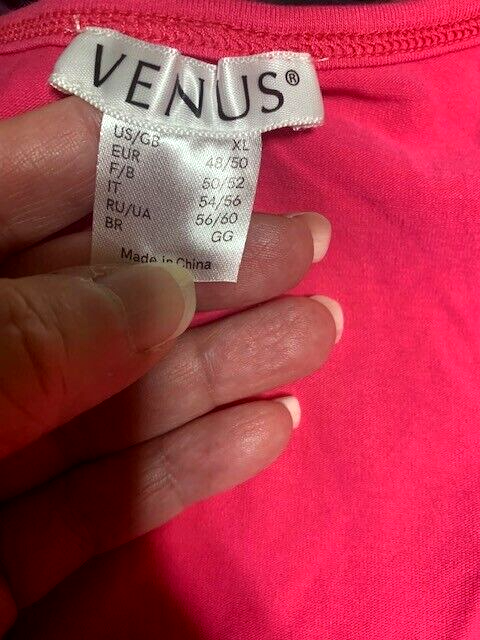 VENUS®
US/GB XL
EUR 48/50
F/B 50/52
IT 54/56
RU/UA 56/60
BR GG
Made in China